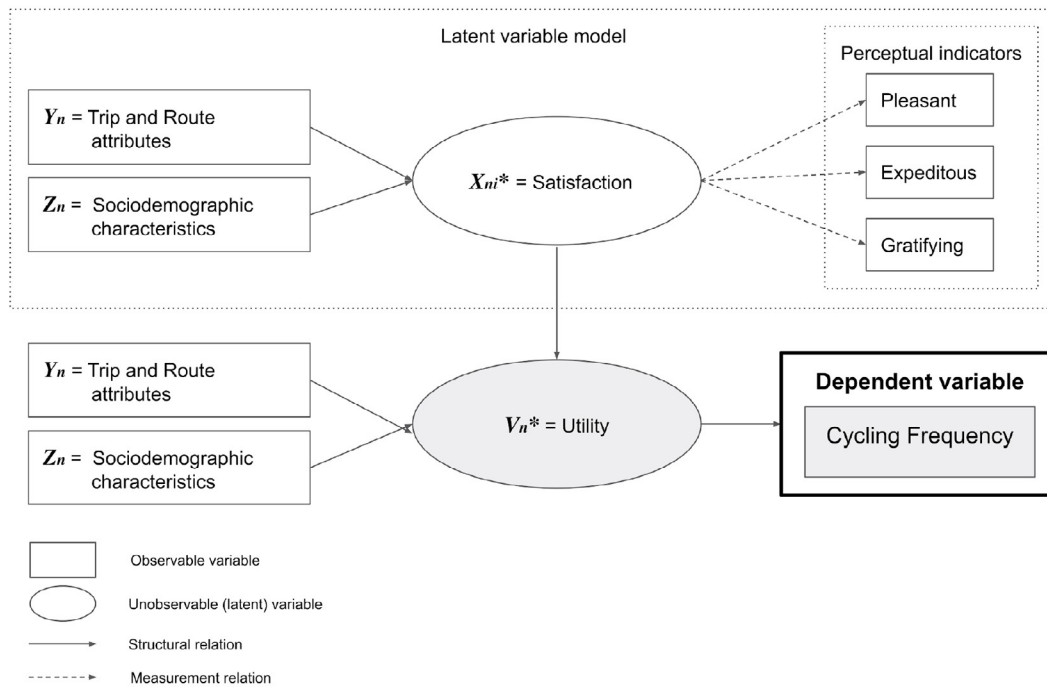 Latent variable model
Perceptual indicators
Yn = Trip and Route
attributes
Zn = Sociodemographic
characteristics
Xni* = Satisfaction
Pleasant
Expeditous
Gratifying
Yn = Trip and Route
attributes
Zn = Sociodemographic
characteristics
Vn* = Utility
Dependent variable
Cycling Frequency
Observable variable
Unobservable (latent) variable
Structural relation
Measurement relation